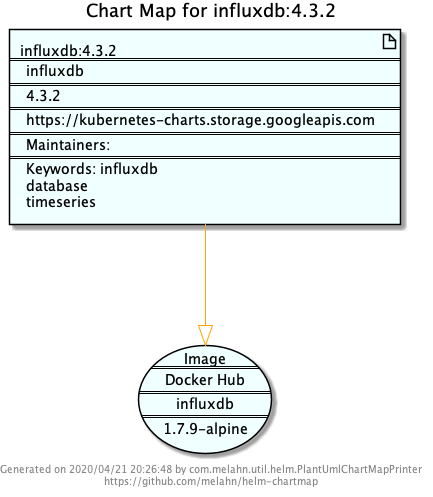 Chart Map for influxdb:4.3.2
influxdb:4.3.2
influxdb
4.3.2
https://kubernetes-charts.storage.googleapis.com
Maintainers:
Keywords: influxdb
database
timeseries
Image
Docker Hub
influxdb
1.7.9-alpine
Generated on 2020/04/21 20:26:48 by com.melahn.util.helm.PlantUmlChartMapPrinter
https://github.com/melahn/helm-chartmap